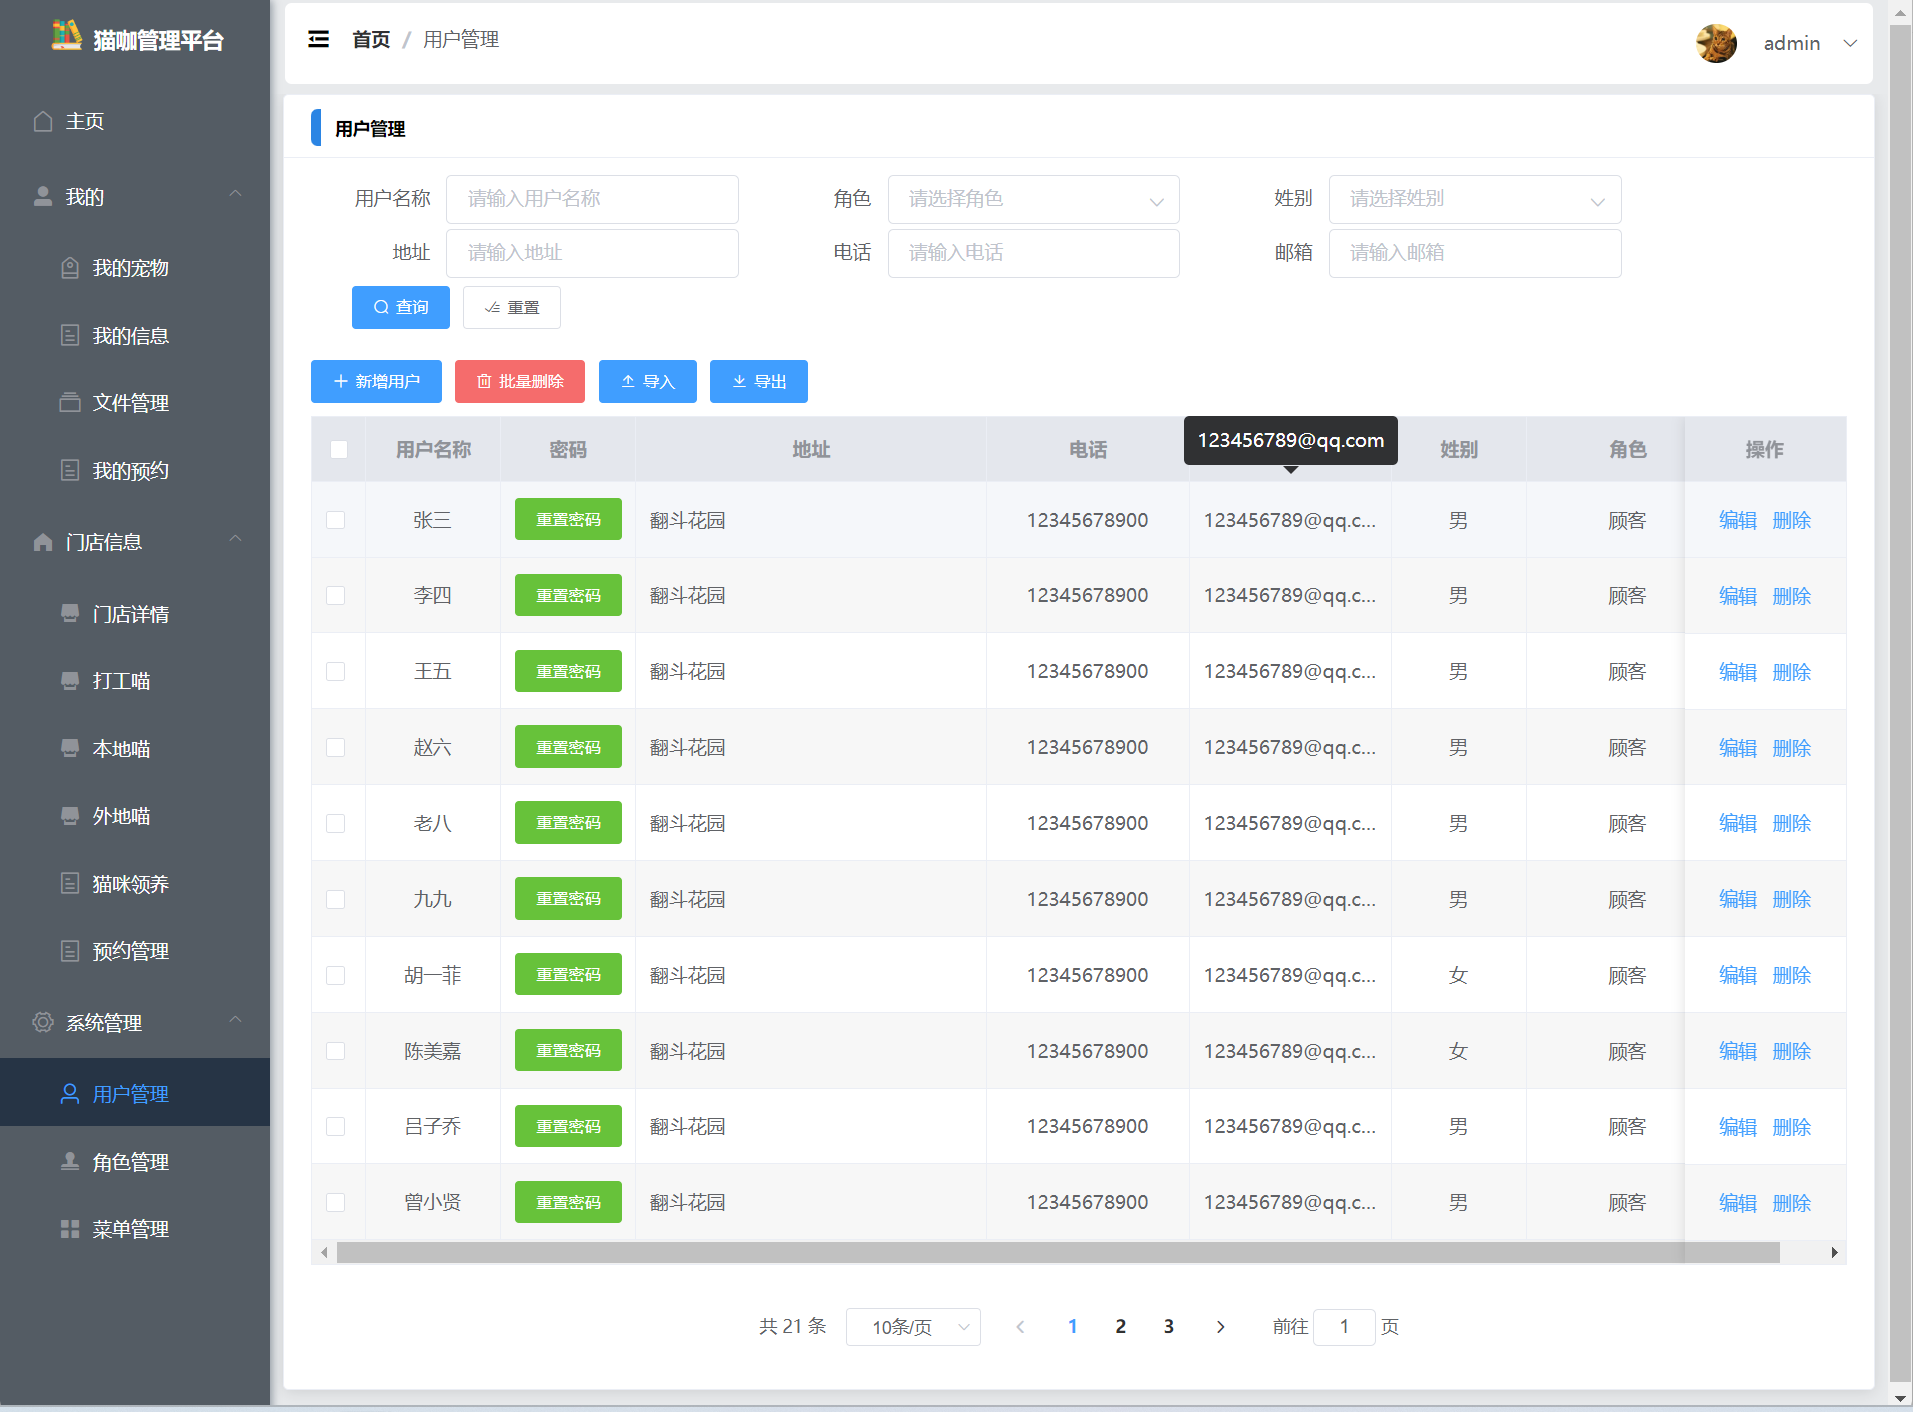 猫咖管理平台
主页
我的
我的宠物
我的信息
文件管理
我的预约
门店信息
门店详情
打工喵
本地喵
外地喵
猫咪领养
预约管理
系统管理
用户管理
角色管理
菜单管理
首页 / 用户管理
admin
用户管理
用户名称 请输入用户名称 角色 请选择角色 姓别 请选择姓别
地址 请输入地址 电话 请输入电话 邮箱 请输入邮箱
查询 重置
新增用户 批量删除 导入 导出
用户名称 密码 地址 电话 123456789@qq.com 姓别 角色 操作
张三 重置密码 翻斗花园 12345678900 123456789@qq.c... 男 顾客 编辑 删除
李四 重置密码 翻斗花园 12345678900 123456789@qq.c... 男 顾客 编辑 删除
王五 重置密码 翻斗花园 12345678900 123456789@qq.c... 男 顾客 编辑 删除
赵六 重置密码 翻斗花园 12345678900 123456789@qq.c... 男 顾客 编辑 删除
老八 重置密码 翻斗花园 12345678900 123456789@qq.c... 男 顾客 编辑 删除
九九 重置密码 翻斗花园 12345678900 123456789@qq.c... 男 顾客 编辑 删除
胡一菲 重置密码 翻斗花园 12345678900 123456789@qq.c... 女 顾客 编辑 删除
陈美嘉 重置密码 翻斗花园 12345678900 123456789@qq.c... 女 顾客 编辑 删除
吕子乔 重置密码 翻斗花园 12345678900 123456789@qq.c... 男 顾客 编辑 删除
曾小贤 重置密码 翻斗花园 12345678900 123456789@qq.c... 男 顾客 编辑 删除
共 21 条 10条/页 1 2 3 前往 1 页